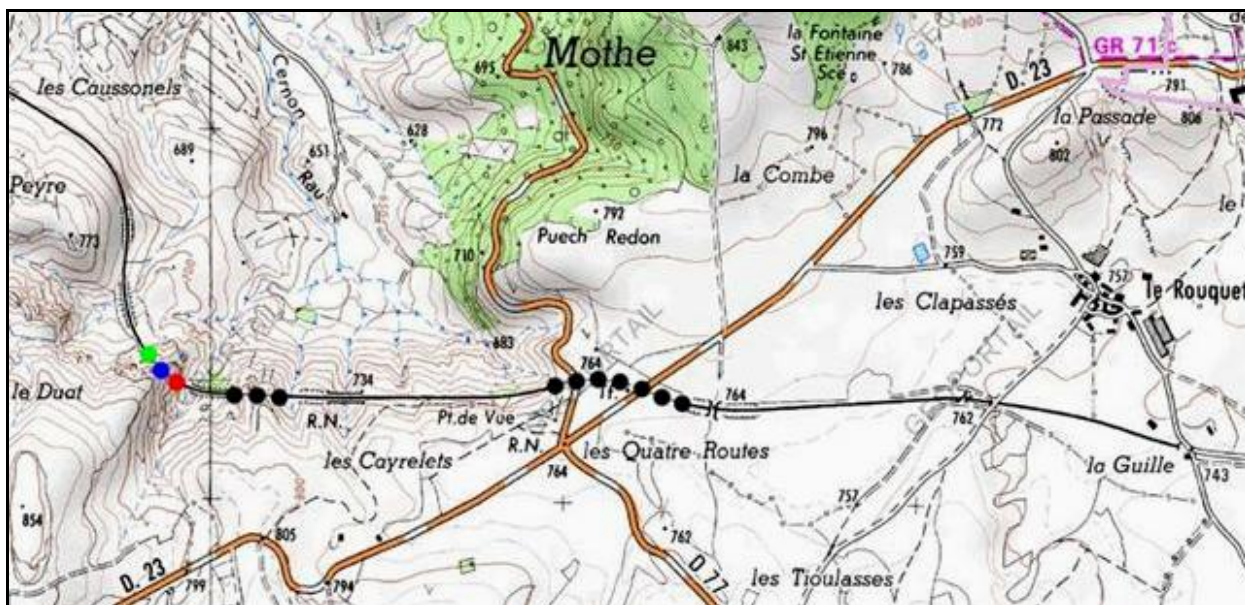 Mothe
la Fontaine
St Etienne
Sce
843
786
GR 71
D. 23
791
806
la Passade
772
les Caussonels
695
Cernon
Rau
628
651
689
796
802
la Combe
Peyre
773
792
Puech Redon
710
759
757
le Rouquet
les Clapassés
PORTAIL
683
764
le Duat
734
Tr.
764
762
R.N.
Pt. de Vue
R.N.
les Cayrelets
764
les Quatre Routes
la Guille
743
757
854
805
762
D. 23
799
794
D 77
les Tioulasses